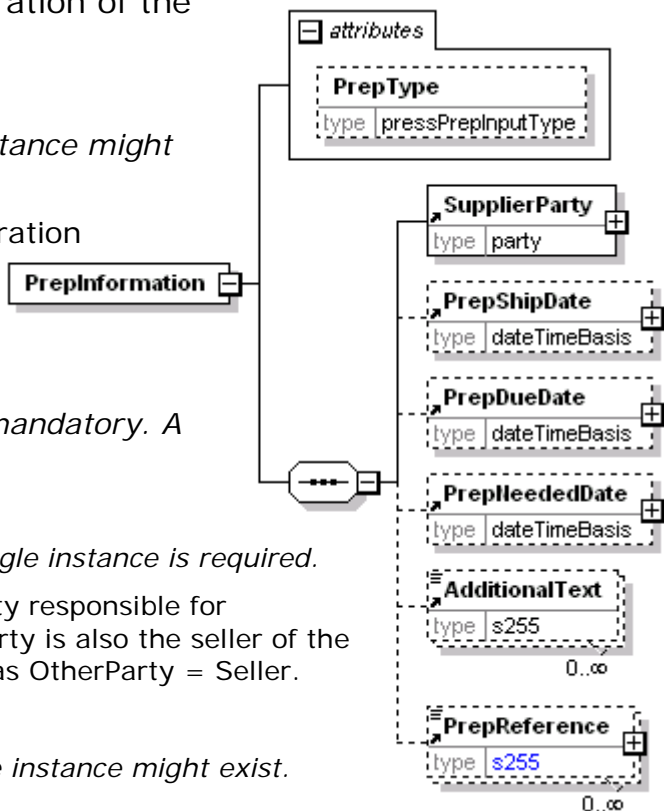 ration of the
tance might
ration
mandatory. A
gle instance is required.
ty responsible for
rty is also the seller of the
as OtherParty = Seller.
e instance might exist.
PrepInformation
attributes
PrepType
type pressPrepInputType
SupplierParty
type party
PrepShipDate
type dateTimeBasis
PrepDueDate
type dateTimeBasis
PrepNeededDate
type dateTimeBasis
AdditionalText
type s255
0..∞
PrepReference
type s255
0..∞